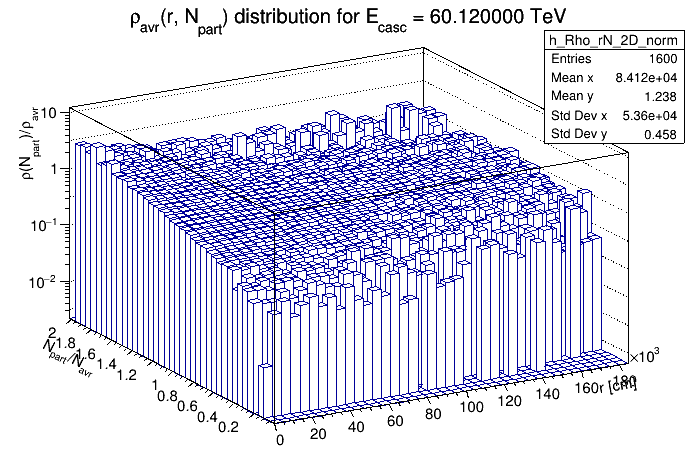 ρavr(r, Npart) distribution for Ecasc = 60.120000 TeV
h_Rho_rN_2D_norm
Entries 1600
Mean x 8.412e+04
Mean y 1.238
Std Dev x 5.36e+04
Std Dev y 0.458
ρ(Npart)/ρavr
10
1
10−1
10−2
2
1.8
1.6
1.4
1.2
1
0.8
0.6
0.4
0.2
Npart/Navr
0
20
40
60
80
100
120
140
160
180
×103
r [cm]